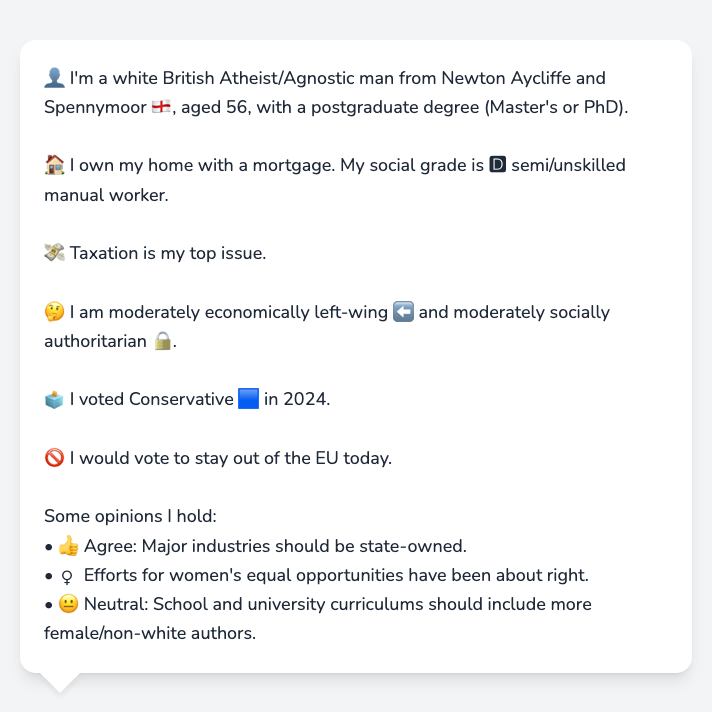 👤 I'm a white British Atheist/Agnostic man from Newton Aycliffe and
Spennymoor 🏴󠁧󠁢󠁥󠁮󠁧󠁿, aged 56, with a postgraduate degree (Master's or PhD).
🏠 I own my home with a mortgage. My social grade is 🅳 semi/unskilled
manual worker.
💸 Taxation is my top issue.
🤔 I am moderately economically left-wing ⬅️ and moderately socially
authoritarian 🔒.
🗳️ I voted Conservative 🟦 in 2024.
🚫 I would vote to stay out of the EU today.
Some opinions I hold:
• 👍 Agree: Major industries should be state-owned.
• ♀ Efforts for women's equal opportunities have been about right.
• 😐 Neutral: School and university curriculums should include more
female/non-white authors.